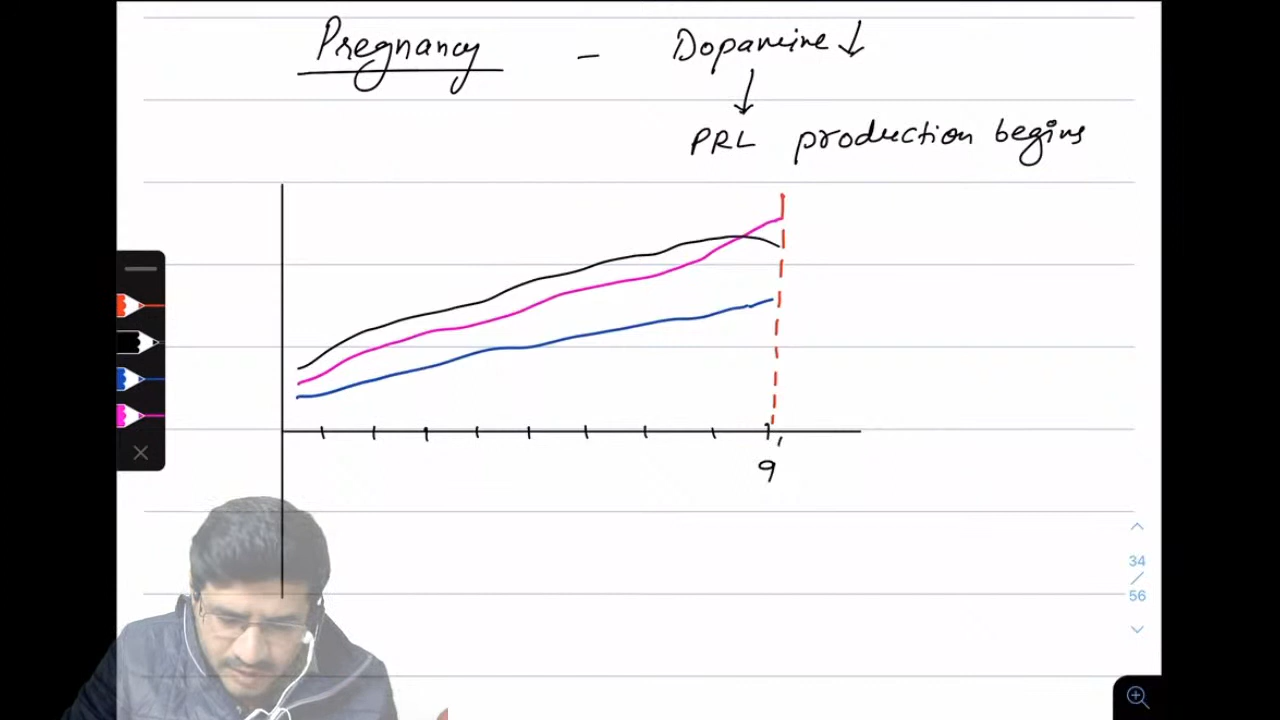 Pregnancy - Dopamine ↓
↓
PRL production begins
9
34
/
56